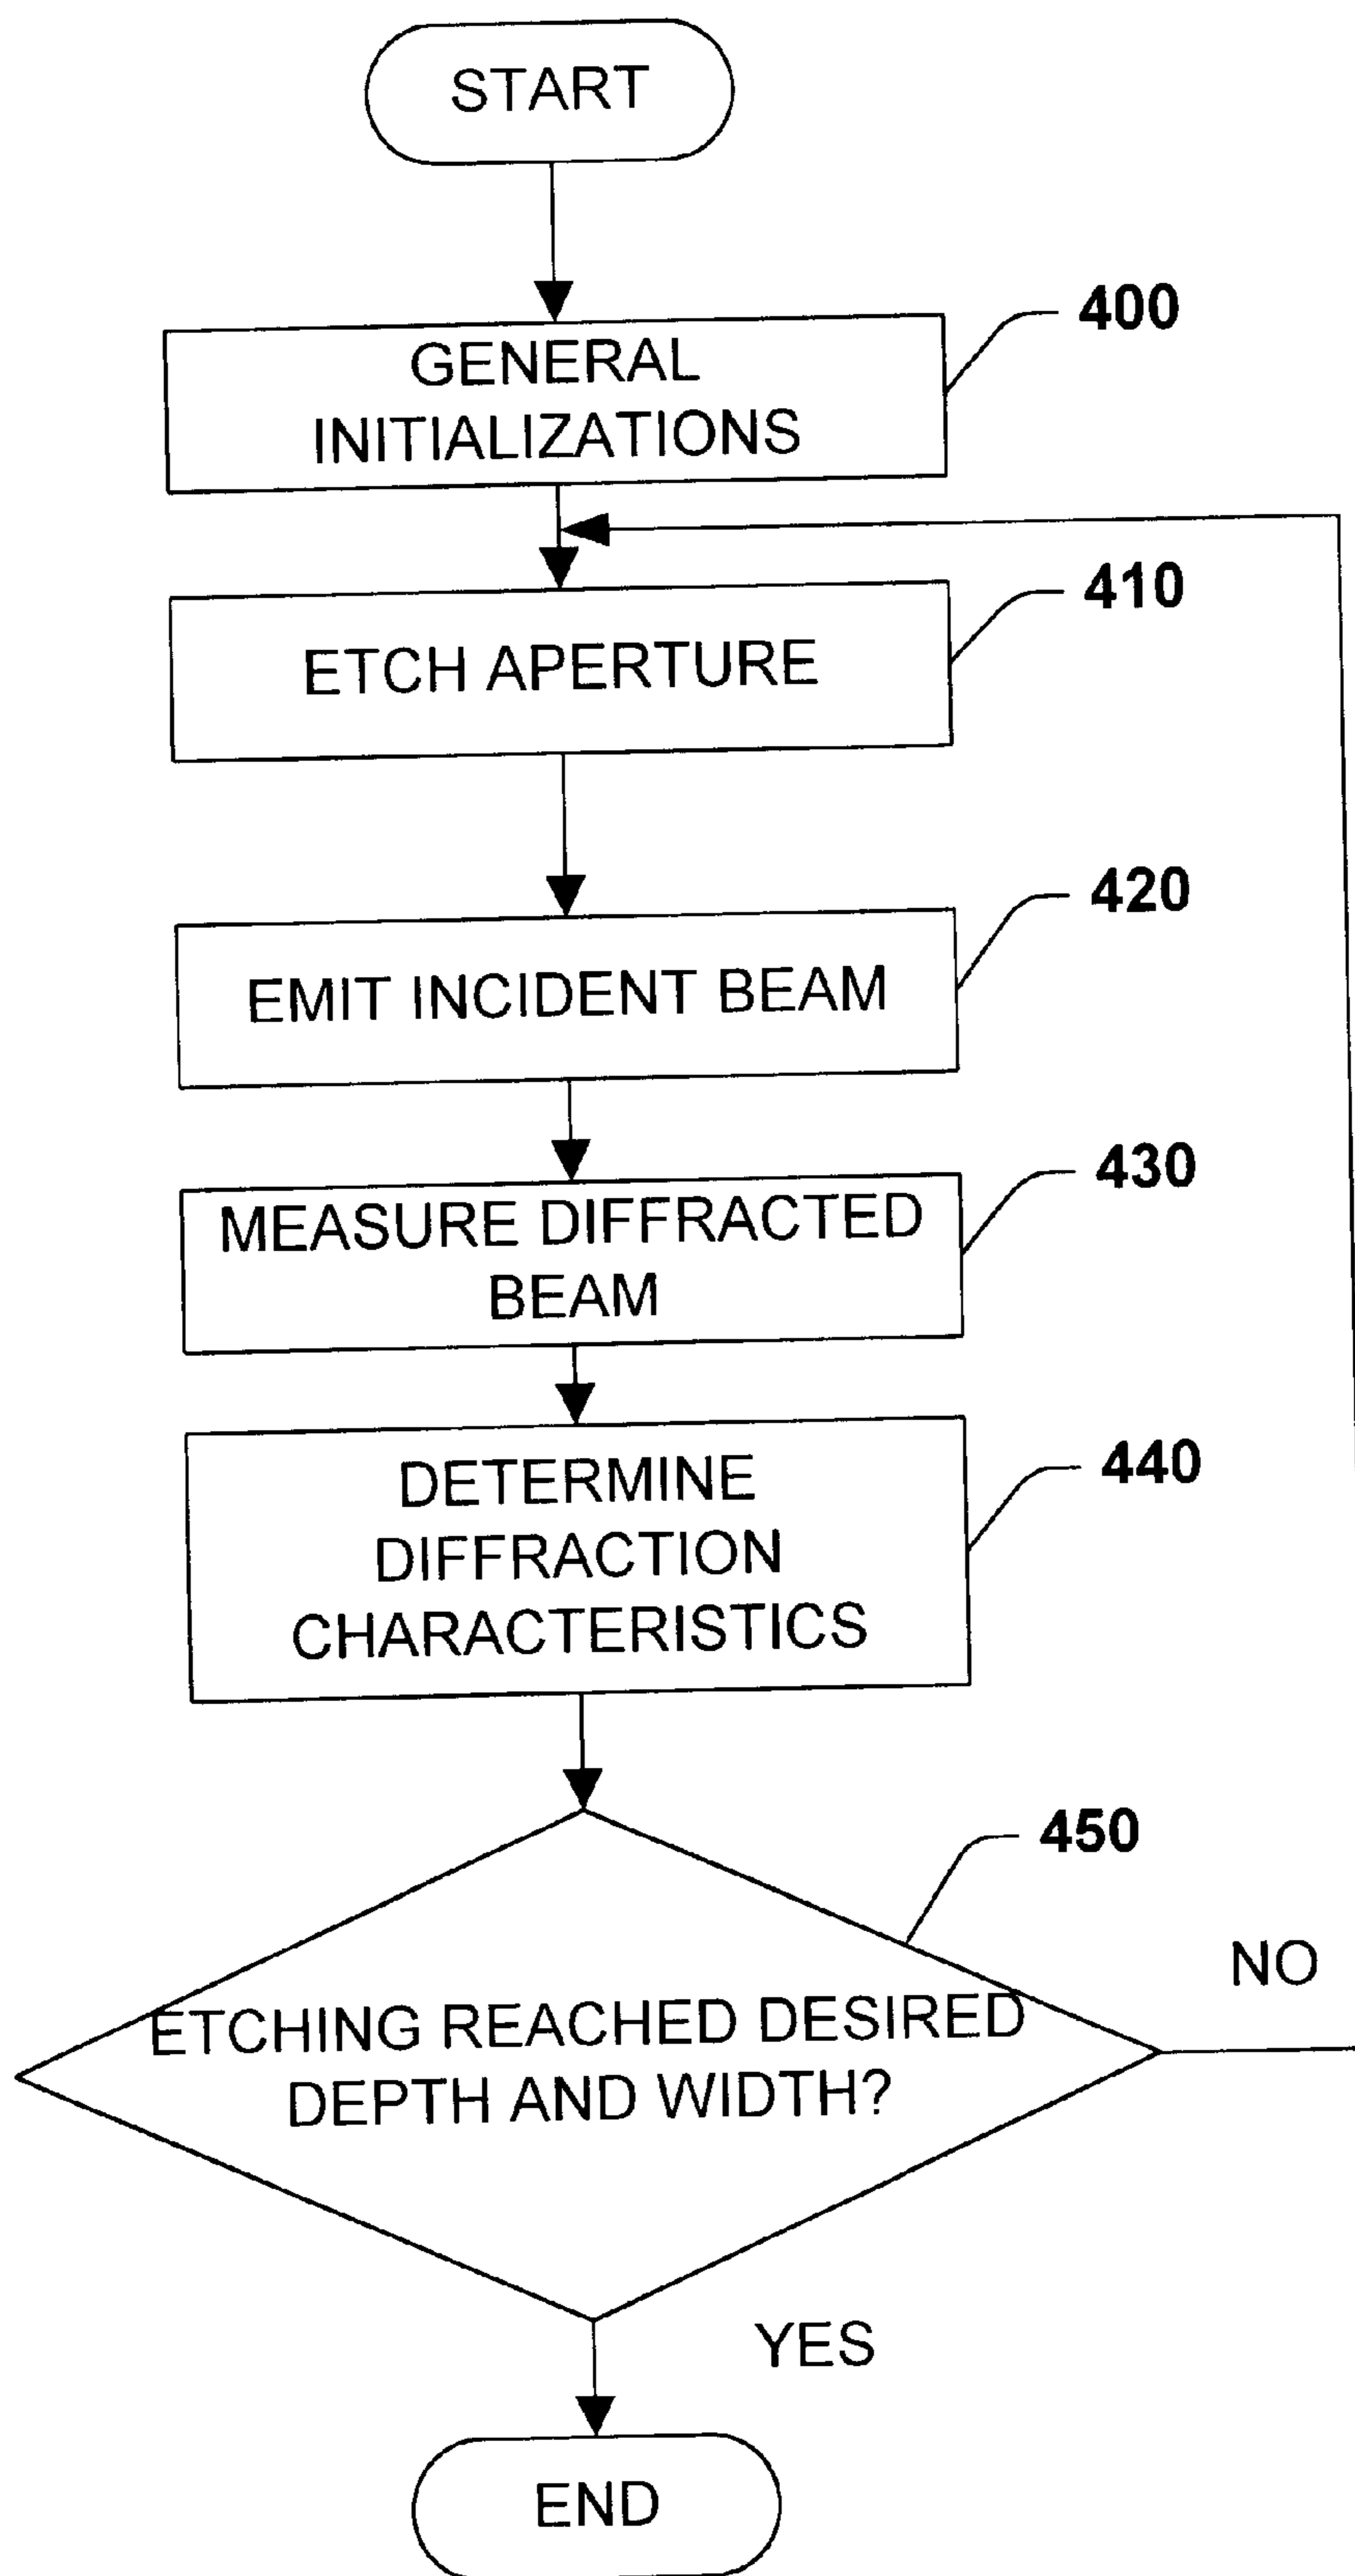 START
400
GENERAL
INITIALIZATIONS
410
ETCH APERTURE
420
EMIT INCIDENT BEAM
430
MEASURE DIFFRACTED
BEAM
440
DETERMINE
DIFFRACTION
CHARACTERISTICS
450
NO
ETCHING REACHED DESIRED
DEPTH AND WIDTH?
YES
END